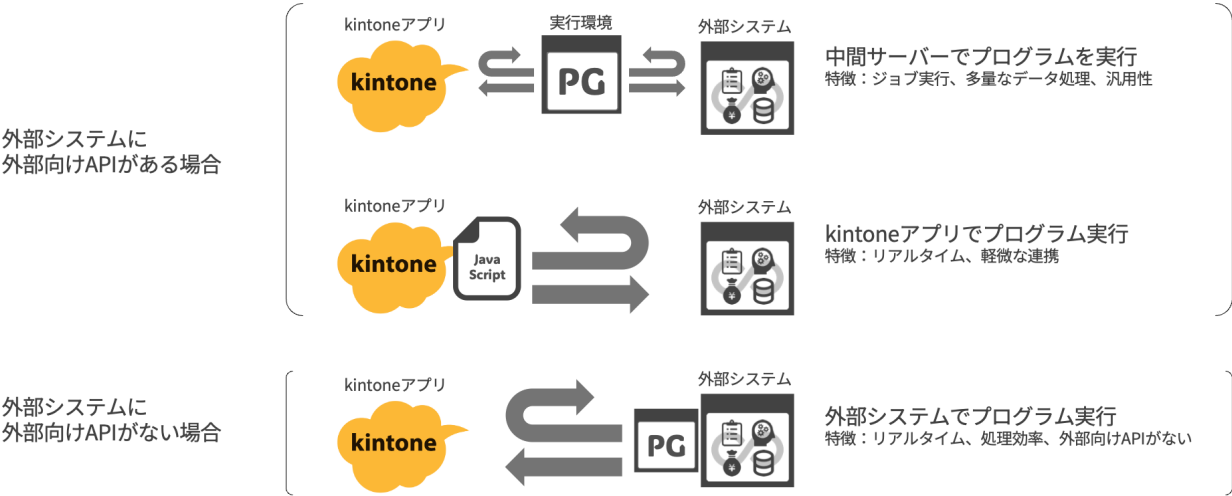 外部システムに
外部向けAPIがある場合
kintoneアプリ
kintone
実行環境
PG
外部システム
中間サーバーでプログラムを実行
特徴：ジョブ実行、多量なデータ処理、汎用性
kintoneアプリ
kintone
Java
Script
外部システム
kintoneアプリでプログラム実行
特徴：リアルタイム、軽微な連携
外部システムに
外部向けAPIがない場合
kintoneアプリ
kintone
PG
外部システム
外部システムでプログラム実行
特徴：リアルタイム、処理効率、外部向けAPIがない